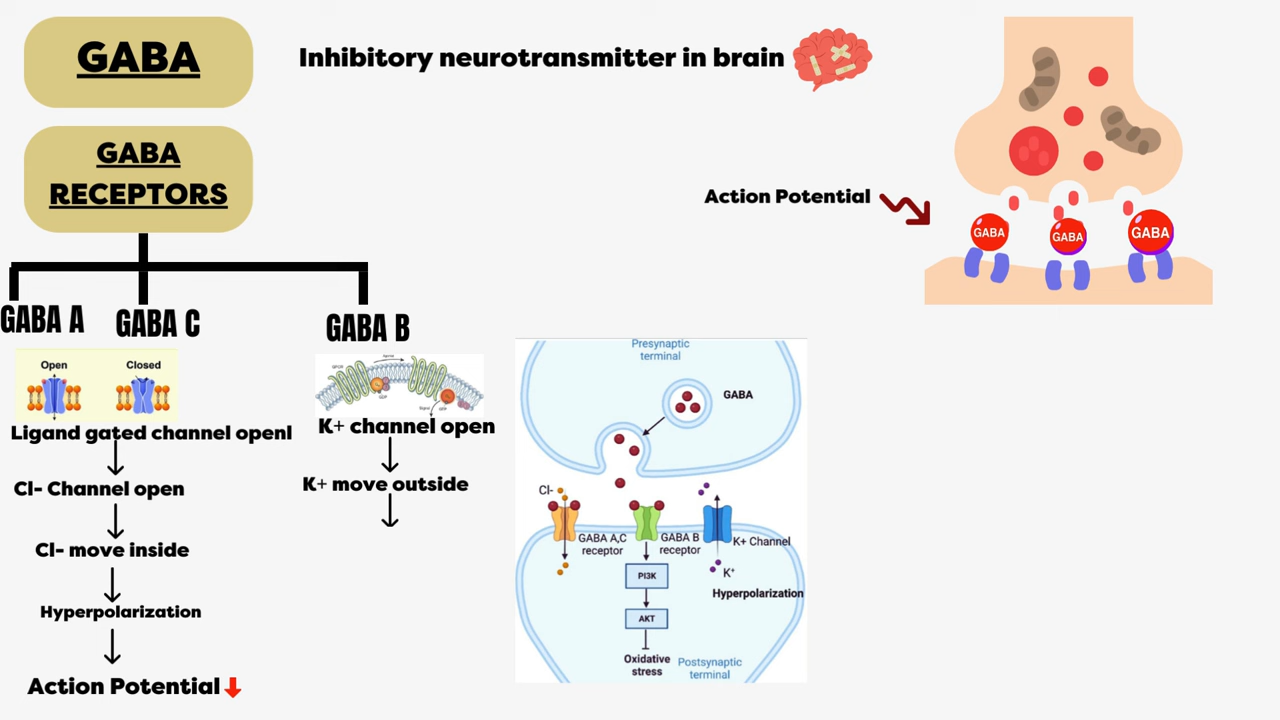 GABA
Inhibitory neurotransmitter in brain
GABA
RECEPTORS
Action Potential
GABA
GABA
GABA
GABA A
GABA C
GABA B
Open
Closed
GDP
Ligand gated channel openl
Cl- Channel open
Cl- move inside
Hyperpolarization
Action Potential
K+ channel open
K+ move outside
Presynaptic
terminal
GABA
Cl-
GABA A,C
receptor
GABA B
receptor
K+ Channel
K+
Hyperpolarization
PI3K
AKT
Oxidative
stress
Postsynaptic
terminal